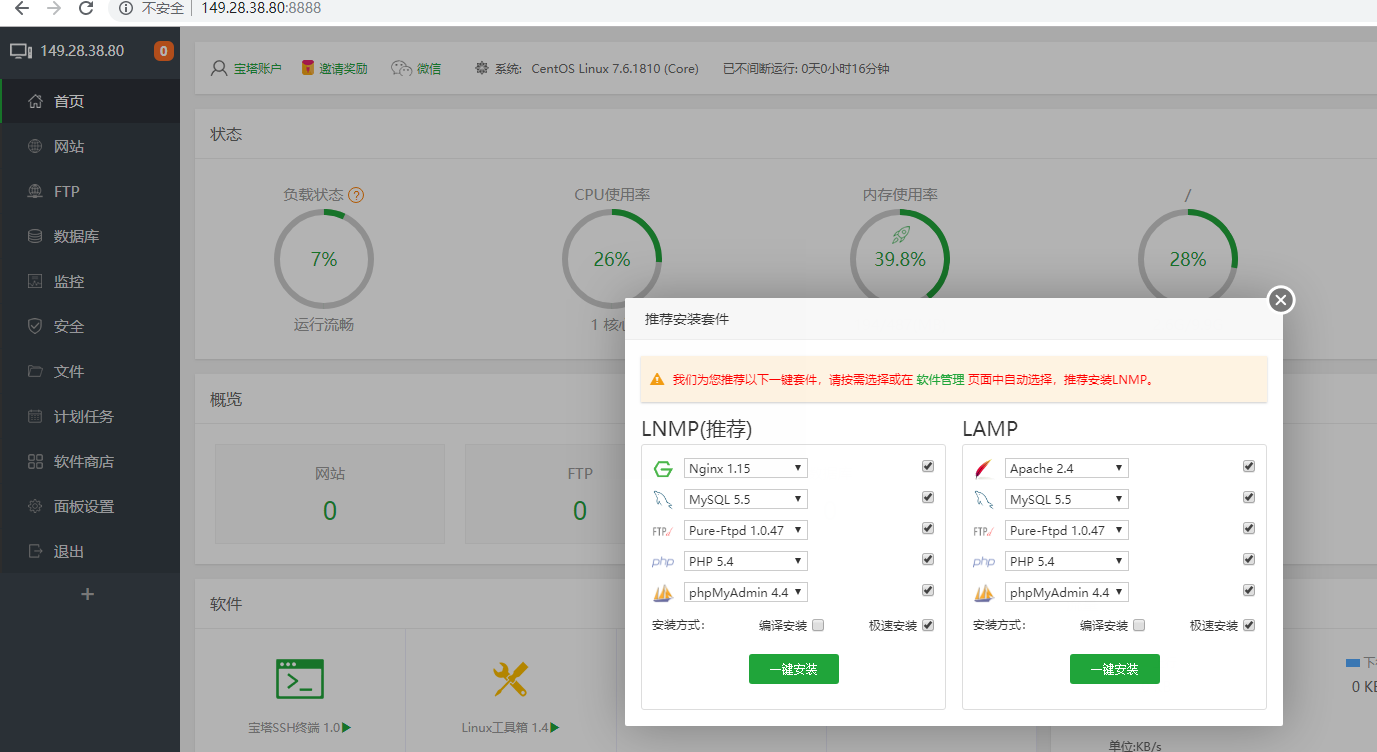 不安全 149.28.38.80:8888
149.28.38.80 0
首页
网站
FTP
数据库
监控
安全
文件
计划任务
软件商店
面板设置
退出
宝塔账户 邀请奖励 微信 系统: CentOS Linux 7.6.1810 (Core) 已不间断运行: 0天0小时16分钟
状态
负载状态 CPU使用率 内存使用率 /
7% 26% 39.8% 28%
运行流畅 1 核心
概览
网站 FTP
0 0
软件
宝塔SSH终端 1.0 Linux工具箱 1.4
推荐安装套件
我们为您推荐以下一键套件，请按需选择或在 软件管理 页面中自动选择，推荐安装LNMP。
LNMP(推荐)
Nginx 1.15
MySQL 5.5
FTP Pure-Ftpd 1.0.47
php PHP 5.4
phpMyAdmin 4.4
安装方式: 编译安装 极速安装
一键安装
LAMP
Apache 2.4
MySQL 5.5
FTP Pure-Ftpd 1.0.47
php PHP 5.4
phpMyAdmin 4.4
安装方式: 编译安装 极速安装
一键安装
下
0 KB
单位:KB/s